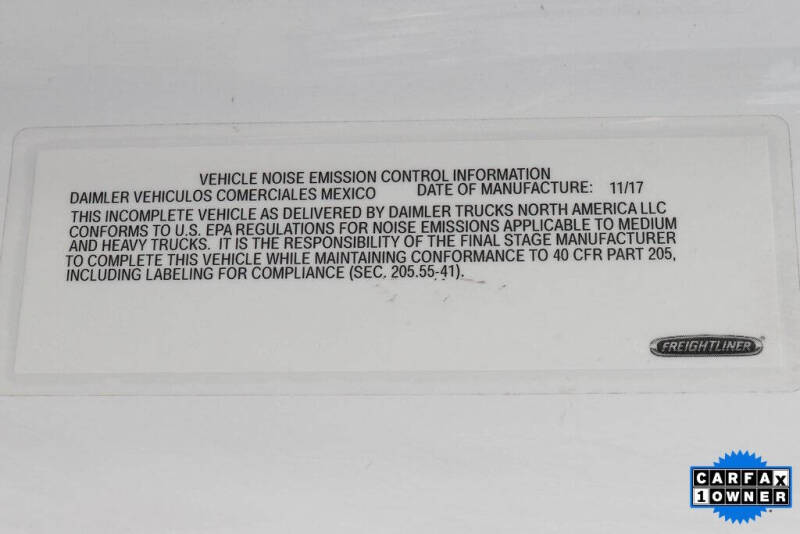 VEHICLE NOISE EMISSION CONTROL INFORMATION
DAIMLER VEHICULOS COMERCIALES MEXICO DATE OF MANUFACTURE: 11/17
THIS INCOMPLETE VEHICLE AS DELIVERED BY DAIMLER TRUCKS NORTH AMERICA LLC
CONFORMS TO U.S. EPA REGULATIONS FOR NOISE EMISSIONS APPLICABLE TO MEDIUM
AND HEAVY TRUCKS. IT IS THE RESPONSIBILITY OF THE FINAL STAGE MANUFACTURER
TO COMPLETE THIS VEHICLE WHILE MAINTAINING CONFORMANCE TO 40 CFR PART 205,
INCLUDING LABELING FOR COMPLIANCE (SEC. 205.55-41).
FREIGHTLINER
CARFAX
1 OWNER